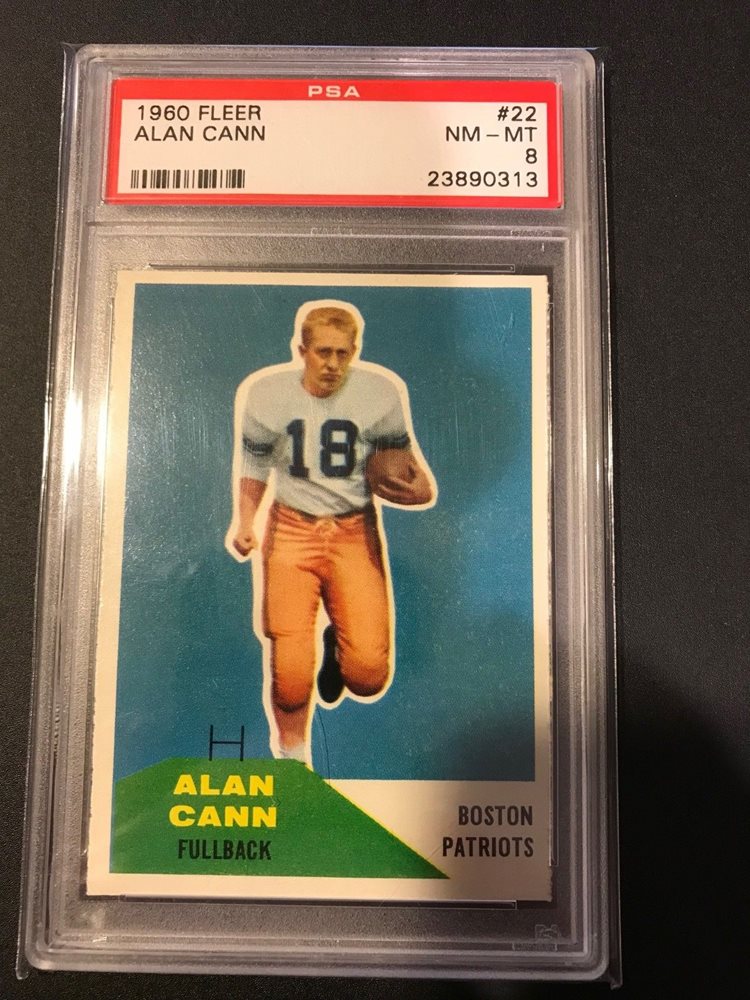 PSA
1960 FLEER #22
ALAN CANN NM - MT
8
23890313
18
ALAN
CANN
FULLBACK
BOSTON
PATRIOTS